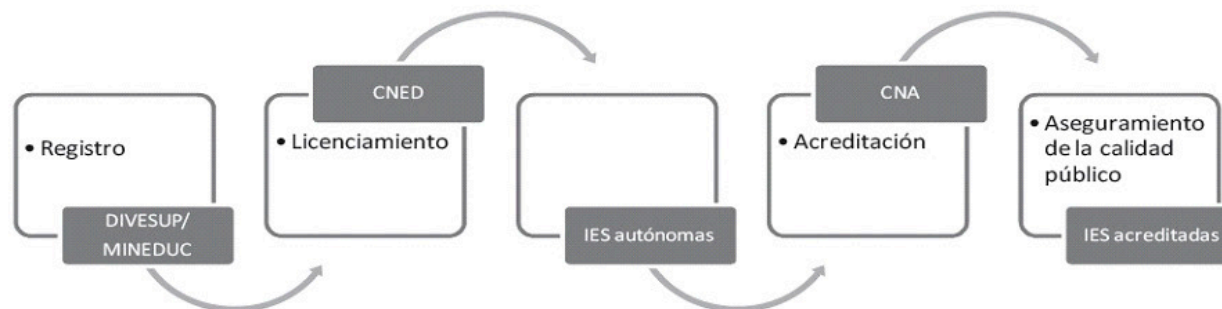 • Registro
DIVESUP/
MINEDUC
CNED
• Licenciamiento
IES autónomas
CNA
• Acreditación
• Aseguramiento
de la calidad
público
IES acreditadas